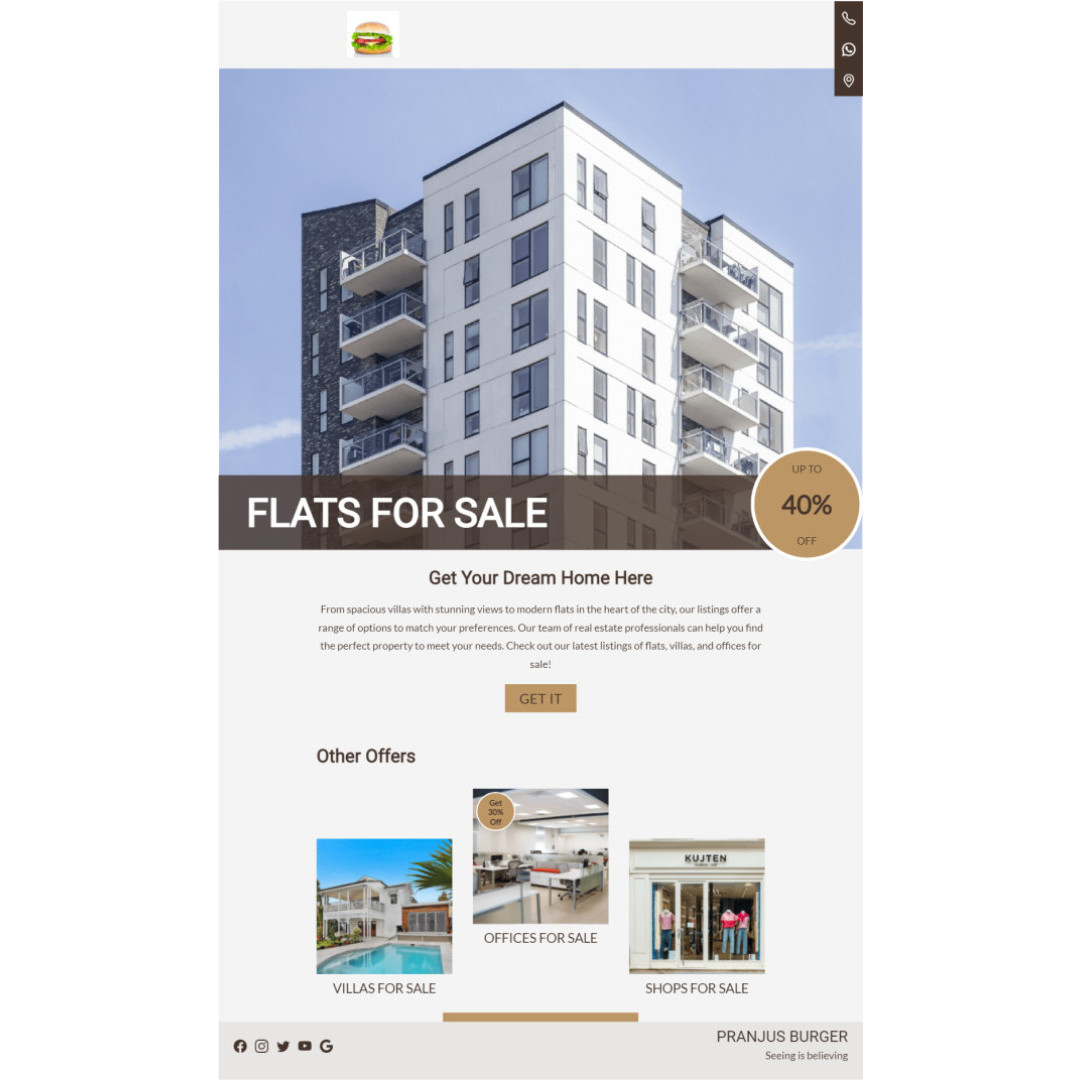 FLATS FOR SALE
UP TO
40%
OFF
Get Your Dream Home Here
From spacious villas with stunning views to modern flats in the heart of the city, our listings offer a
range of options to match your preferences. Our team of real estate professionals can help you find
the perfect property to meet your needs. Check out our latest listings of flats, villas, and offices for
sale!
GET IT
Other Offers
Get
30%
Off
KUJTEN
OFFICES FOR SALE
VILLAS FOR SALE
SHOPS FOR SALE
PRANJUS BURGER
Seeing is believing